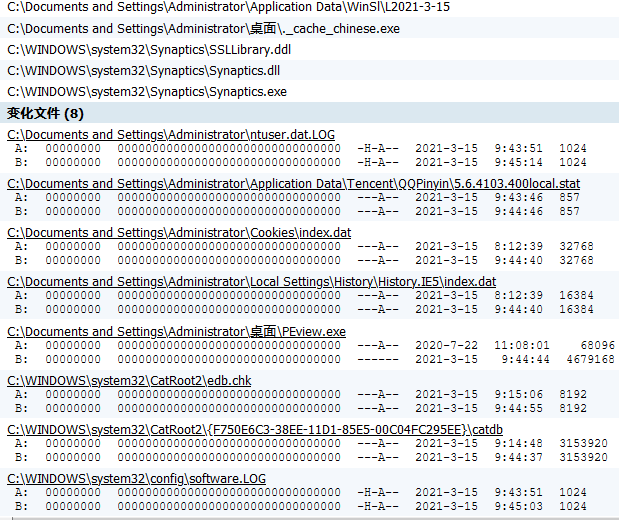 C:\Documents and Settings\Administrator\Application Data\WinSl\L2021-3-15
C:\Documents and Settings\Administrator\桌面\._cache_chinese.exe
C:\WINDOWS\system32\Synaptics\SSLLibrary.ddl
C:\WINDOWS\system32\Synaptics\Synaptics.dll
C:\WINDOWS\system32\Synaptics\Synaptics.exe
变化文件 (8)
C:\Documents and Settings\Administrator\ntuser.dat.LOG
A: 00000000 00000000000000000000000000000000 -H-A-- 2021-3-15 9:43:51 1024
B: 00000000 00000000000000000000000000000000 -H-A-- 2021-3-15 9:45:14 1024
C:\Documents and Settings\Administrator\Application Data\Tencent\QQPinyin\5.6.4103.400local.stat
A: 00000000 00000000000000000000000000000000 ---A-- 2021-3-15 9:43:46 857
B: 00000000 00000000000000000000000000000000 ---A-- 2021-3-15 9:44:46 857
C:\Documents and Settings\Administrator\Cookies\index.dat
A: 00000000 00000000000000000000000000000000 ---A-- 2021-3-15 8:12:39 32768
B: 00000000 00000000000000000000000000000000 ---A-- 2021-3-15 9:44:40 32768
C:\Documents and Settings\Administrator\Local Settings\History\History.IE5\index.dat
A: 00000000 00000000000000000000000000000000 ---A-- 2021-3-15 8:12:39 16384
B: 00000000 00000000000000000000000000000000 ---A-- 2021-3-15 9:44:40 16384
C:\Documents and Settings\Administrator\桌面\PEview.exe
A: 00000000 00000000000000000000000000000000 ---A-- 2020-7-22 11:08:01 68096
B: 00000000 00000000000000000000000000000000 ------ 2021-3-15 9:44:44 4679168
C:\WINDOWS\system32\CatRoot2\edb.chk
A: 00000000 00000000000000000000000000000000 ---A-- 2021-3-15 9:15:06 8192
B: 00000000 00000000000000000000000000000000 ---A-- 2021-3-15 9:44:55 8192
C:\WINDOWS\system32\CatRoot2\{F750E6C3-38EE-11D1-85E5-00C04FC295EE}\catdb
A: 00000000 00000000000000000000000000000000 ---A-- 2021-3-15 9:14:48 3153920
B: 00000000 00000000000000000000000000000000 ---A-- 2021-3-15 9:44:37 3153920
C:\WINDOWS\system32\config\software.LOG
A: 00000000 00000000000000000000000000000000 -H-A-- 2021-3-15 9:43:51 1024
B: 00000000 00000000000000000000000000000000 -H-A-- 2021-3-15 9:45:03 1024